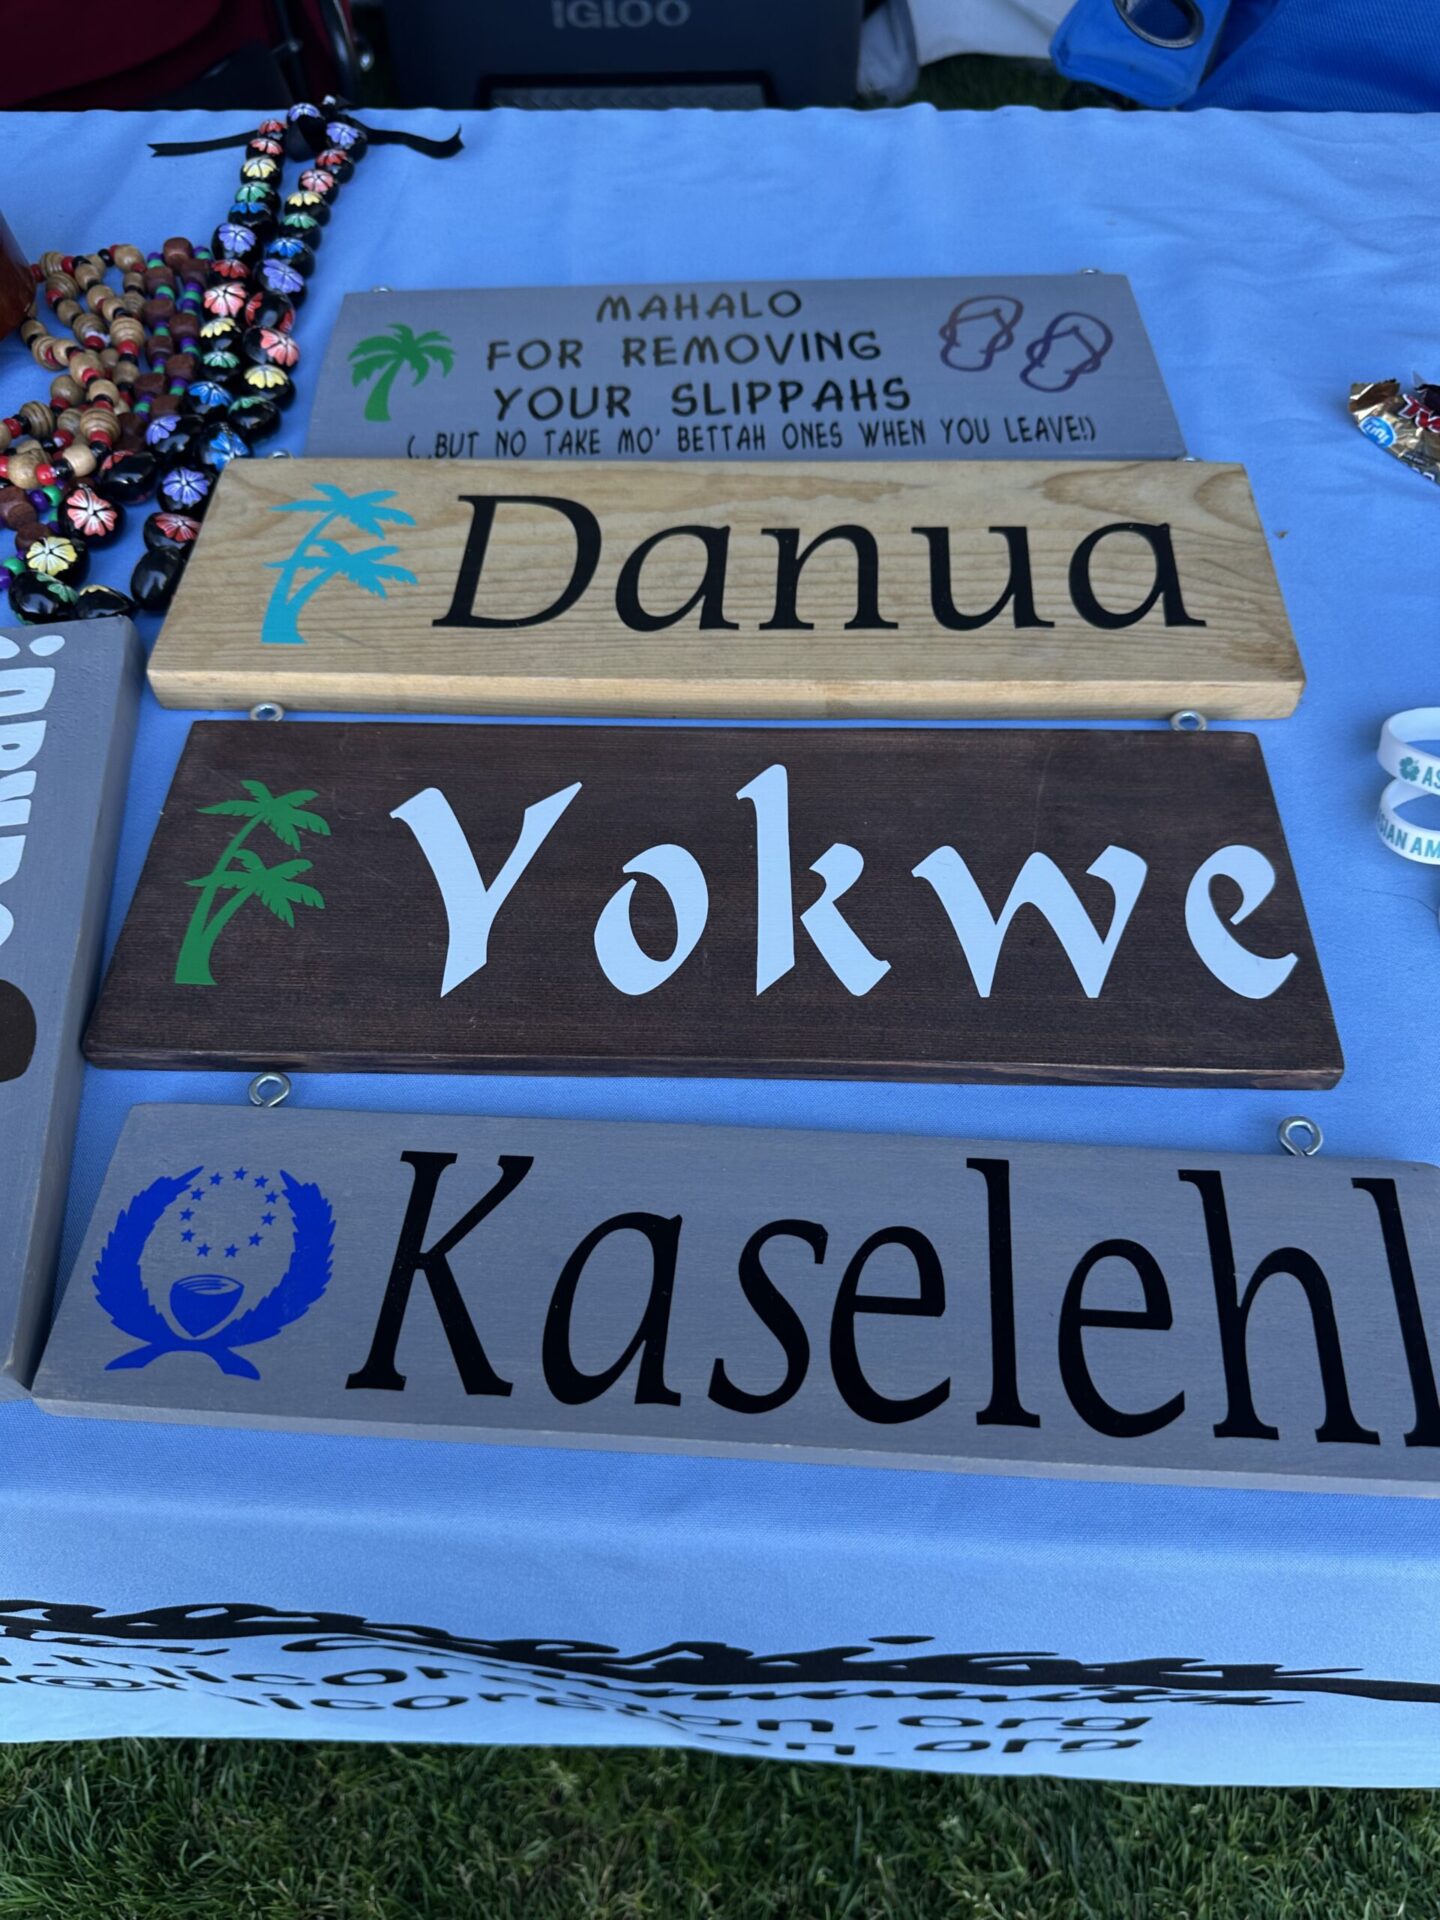 IGLOO
MAHALO
FOR REMOVING
YOUR SLIPPAHS
(..BUT NO TAKE MO' BETTAH ONES WHEN YOU LEAVE!)
Danua
Yokwe
Kaselehl